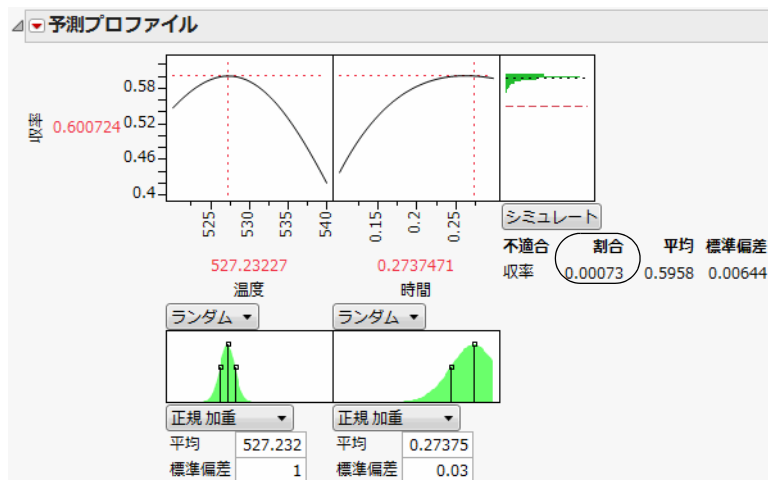 予測プロファイル
収率
0.600724
0.58
0.52
0.46
0.4
525
530
535
540
0.15
0.2
0.25
527.23227
温度
0.2737471
時間
シミュレート
不適合 割合 平均 標準偏差
収率 0.00073 0.5958 0.00644
ランダム ランダム
正規 加重 正規 加重
平均 527.232 平均 0.27375
標準偏差 1 標準偏差 0.03